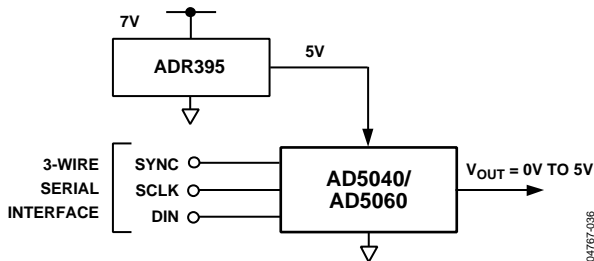 7V
ADR395
5V
3-WIRE
SERIAL
INTERFACE
SYNC
SCLK
DIN
AD5040/
AD5060
VOUT = 0V TO 5V
04767-036